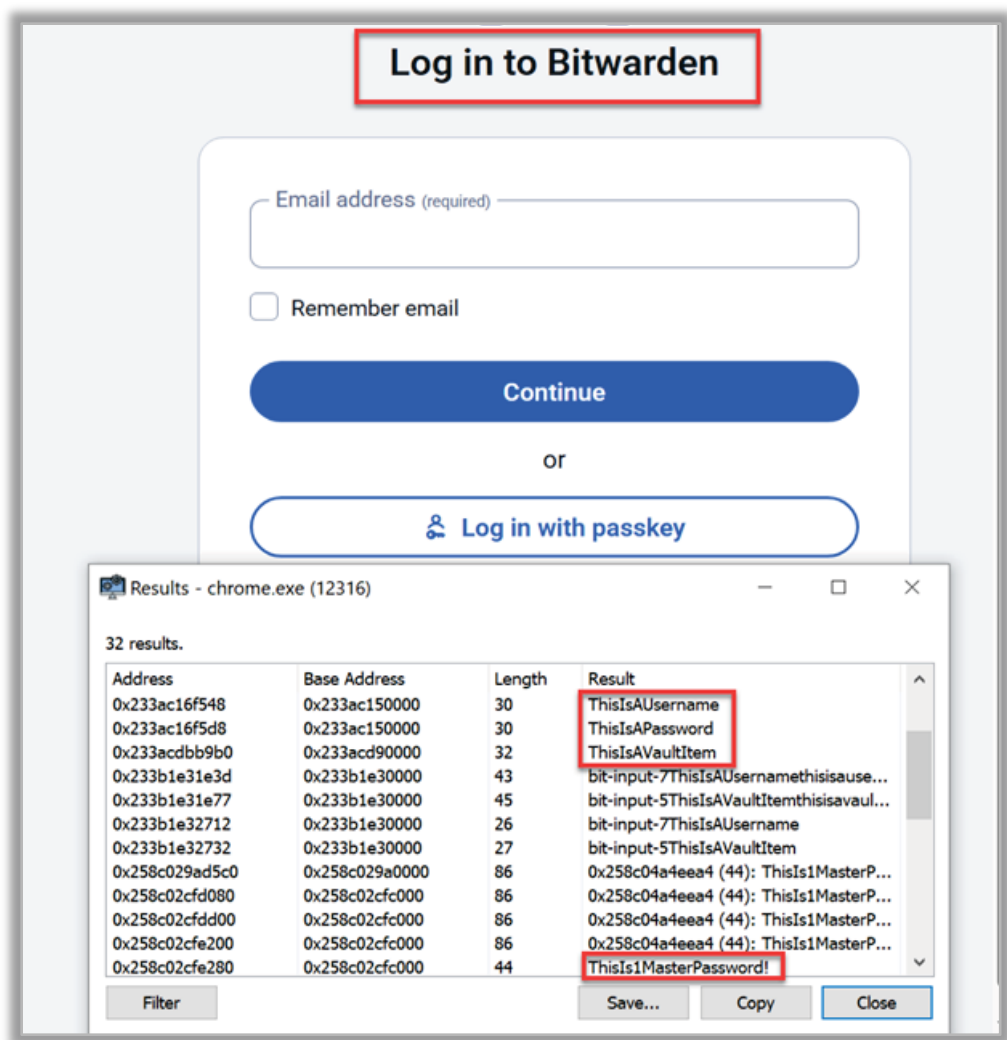 Log in to Bitwarden
Email address (required)
Remember email
Continue
or
Log in with passkey
Results - chrome.exe (12316)
32 results.
Address Base Address Length Result
0x233ac16f548 0x233ac150000 30 ThisIsAUsername
0x233ac16f5d8 0x233ac150000 30 ThisIsAPassword
0x233acdbb9b0 0x233acd90000 32 ThisIsAVaultItem
0x233b1e31e3d 0x233b1e30000 43 bit-input-7ThisIsAUsernamethisisause...
0x233b1e31e77 0x233b1e30000 45 bit-input-5ThisIsAVaultItemthisisavaul...
0x233b1e32712 0x233b1e30000 26 bit-input-7ThisIsAUsername
0x233b1e32732 0x233b1e30000 27 bit-input-5ThisIsAVaultItem
0x258c029ad5c0 0x258c029a0000 86 0x258c04a4eea4 (44): ThisIs1MasterP...
0x258c02cfd080 0x258c02cfc000 86 0x258c04a4eea4 (44): ThisIs1MasterP...
0x258c02cfdd00 0x258c02cfc000 86 0x258c04a4eea4 (44): ThisIs1MasterP...
0x258c02cfe200 0x258c02cfc000 86 0x258c04a4eea4 (44): ThisIs1MasterP...
0x258c02cfe280 0x258c02cfc000 44 ThisIs1MasterPassword!
Filter Save... Copy Close